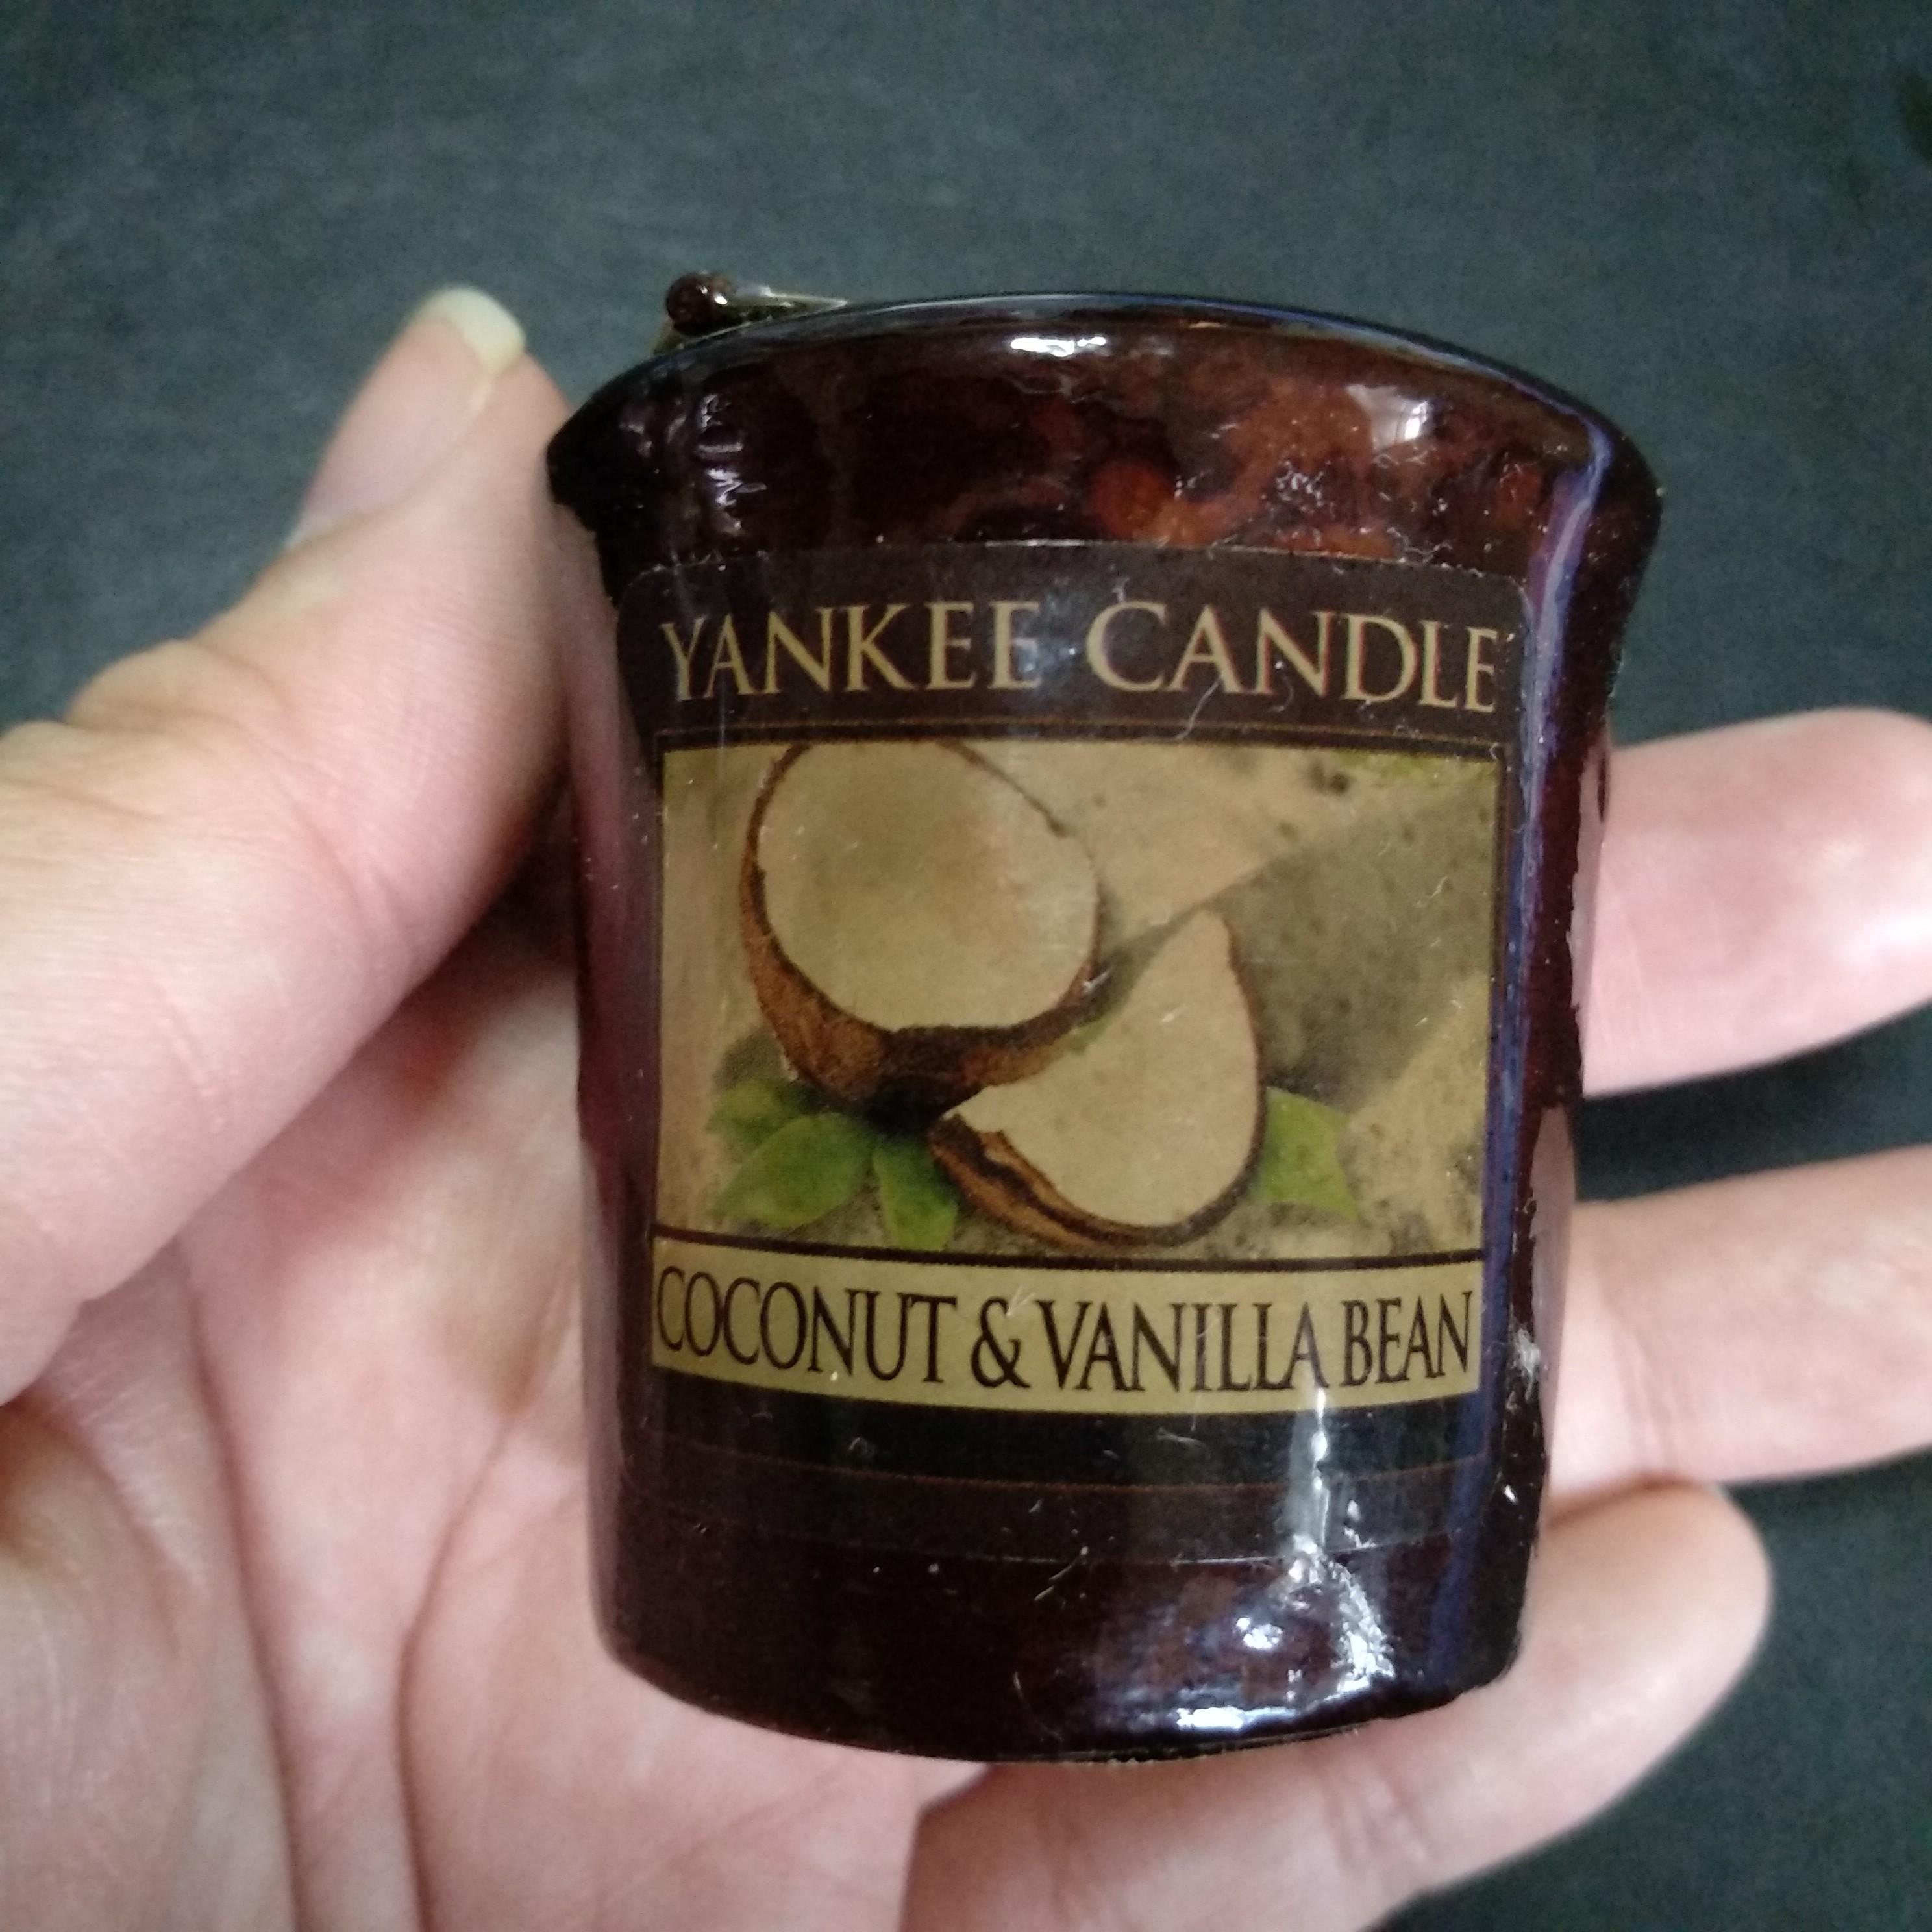 YANKEE CANDLE
COCONUT & VANILLA BEAN